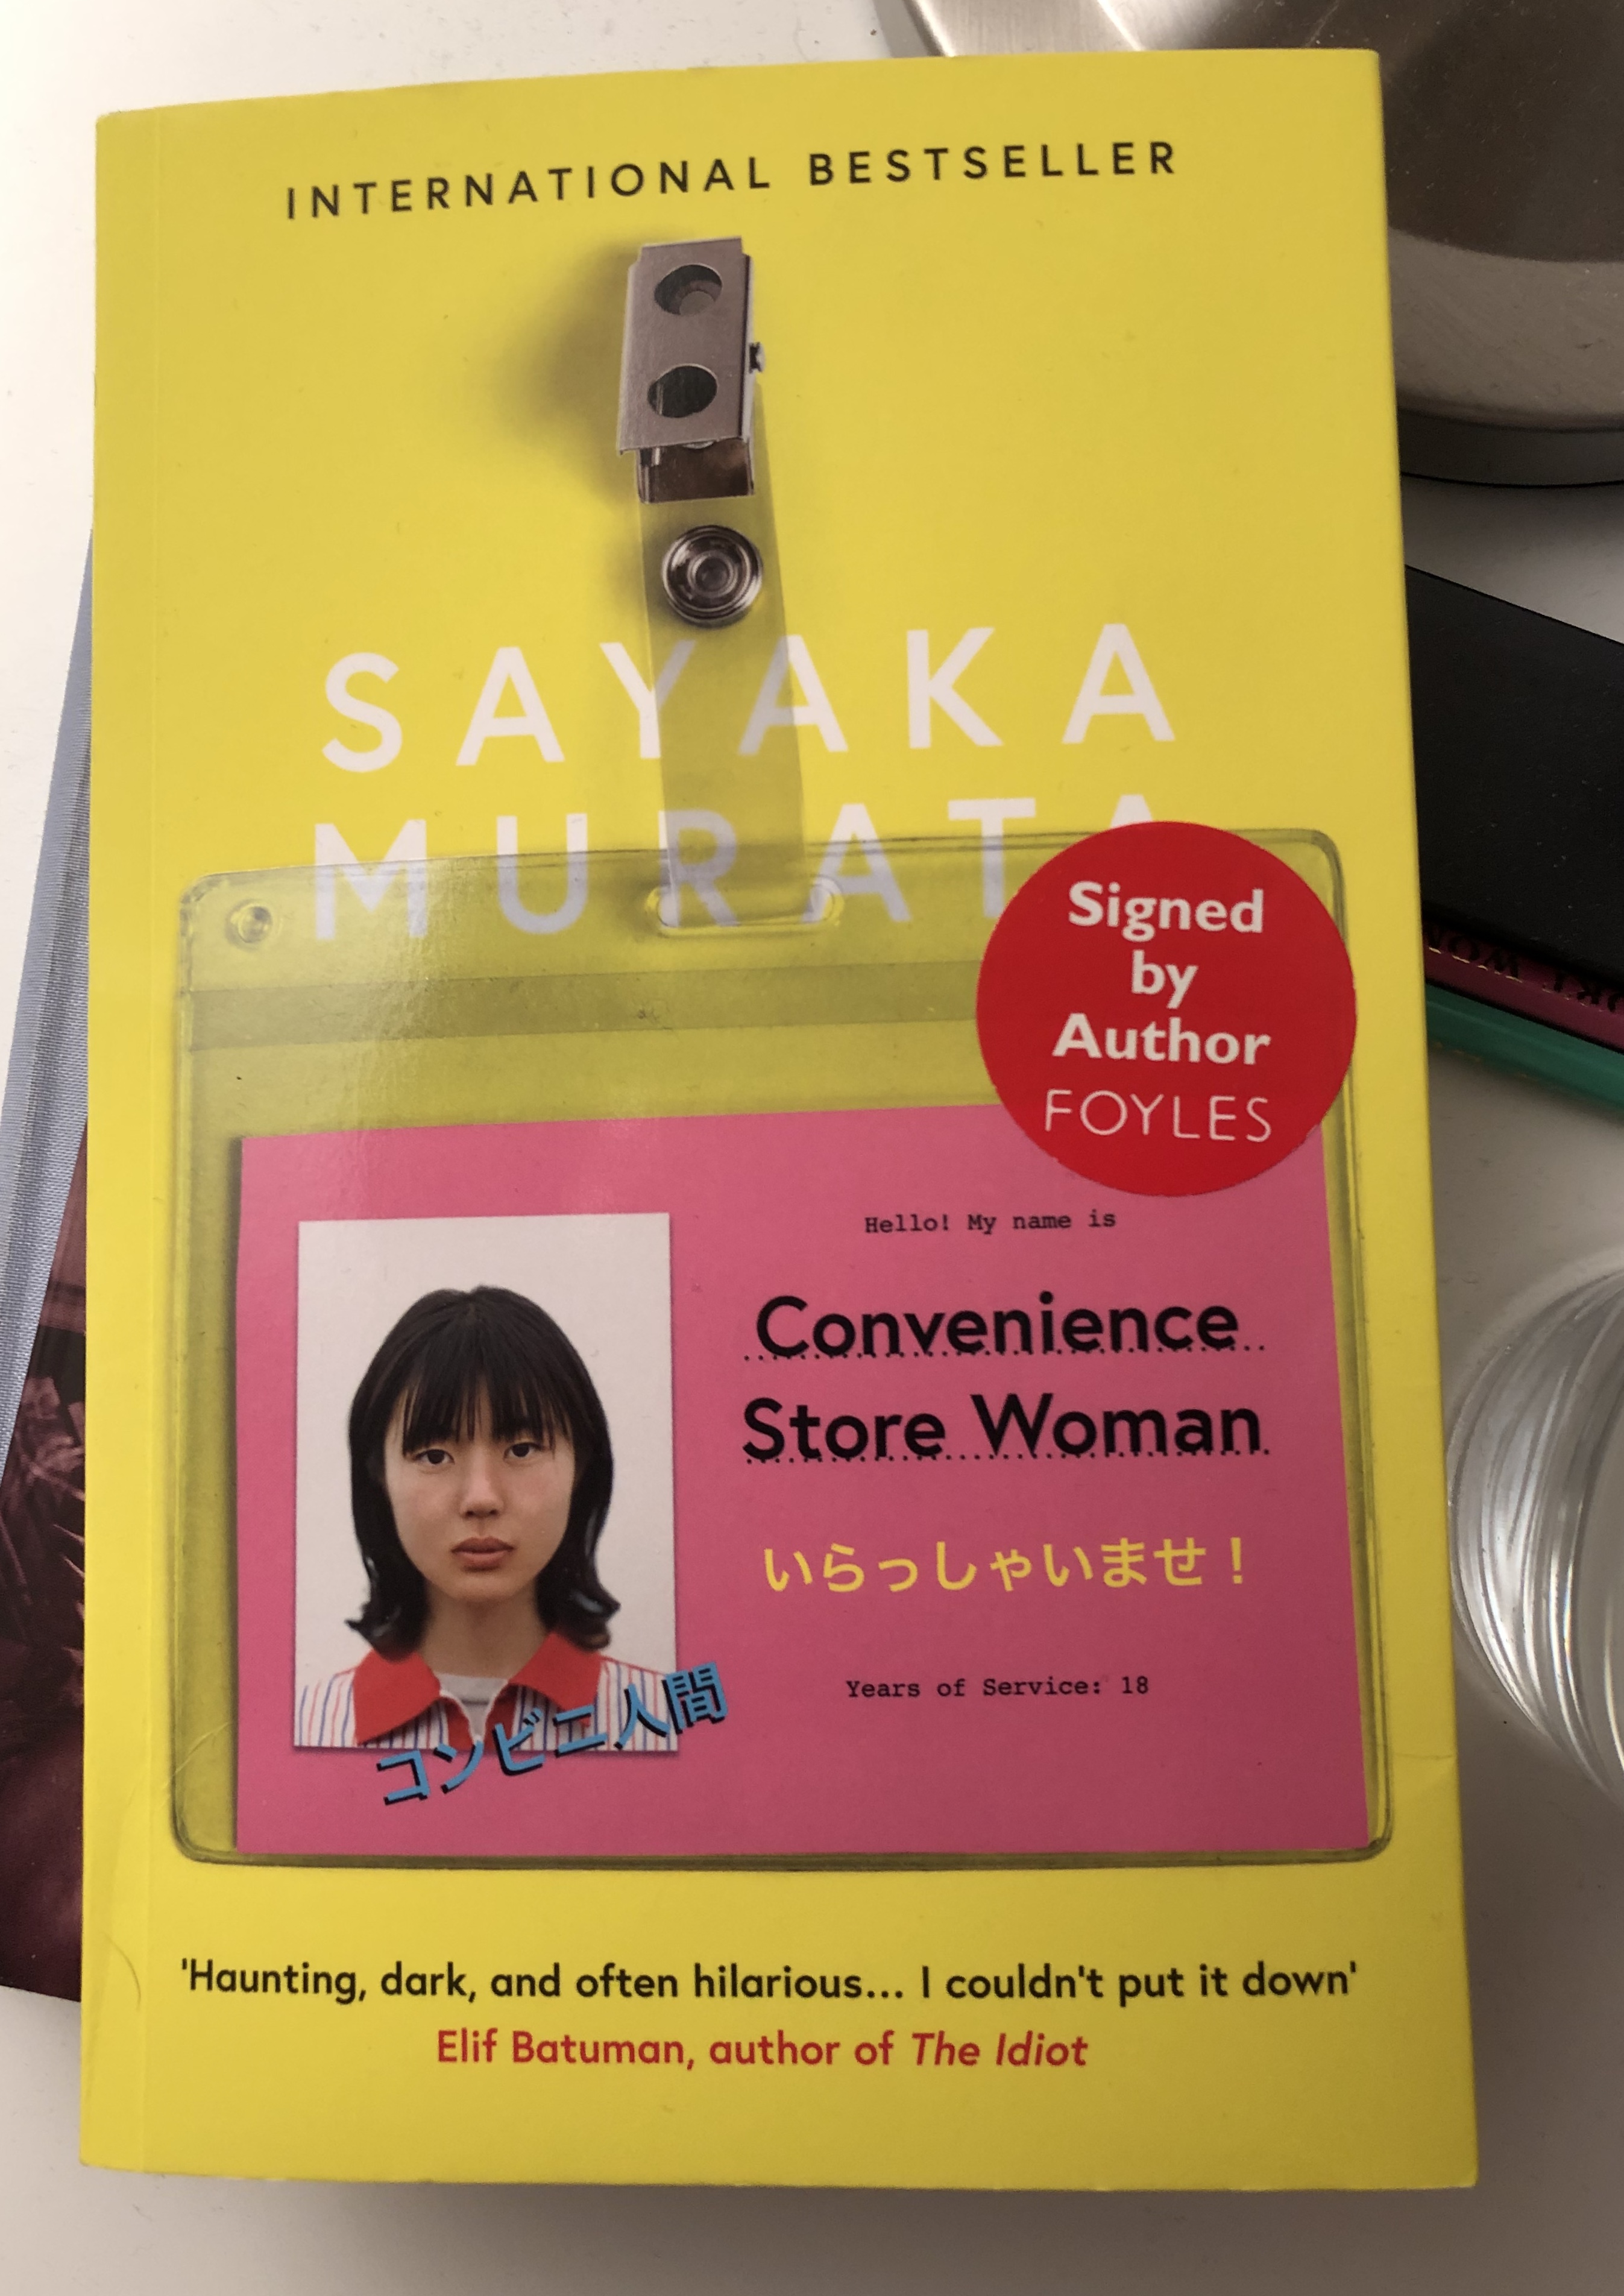 INTERNATIONAL BESTSELLER
SAYAKA
MURATA
Signed
by
Author
FOYLES
Hello! My name is
Convenience
Store Woman
いらっしゃいませ！
Years of Service: 18
コンビニ人間
'Haunting, dark, and often hilarious... I couldn't put it down'
Elif Batuman, author of The Idiot